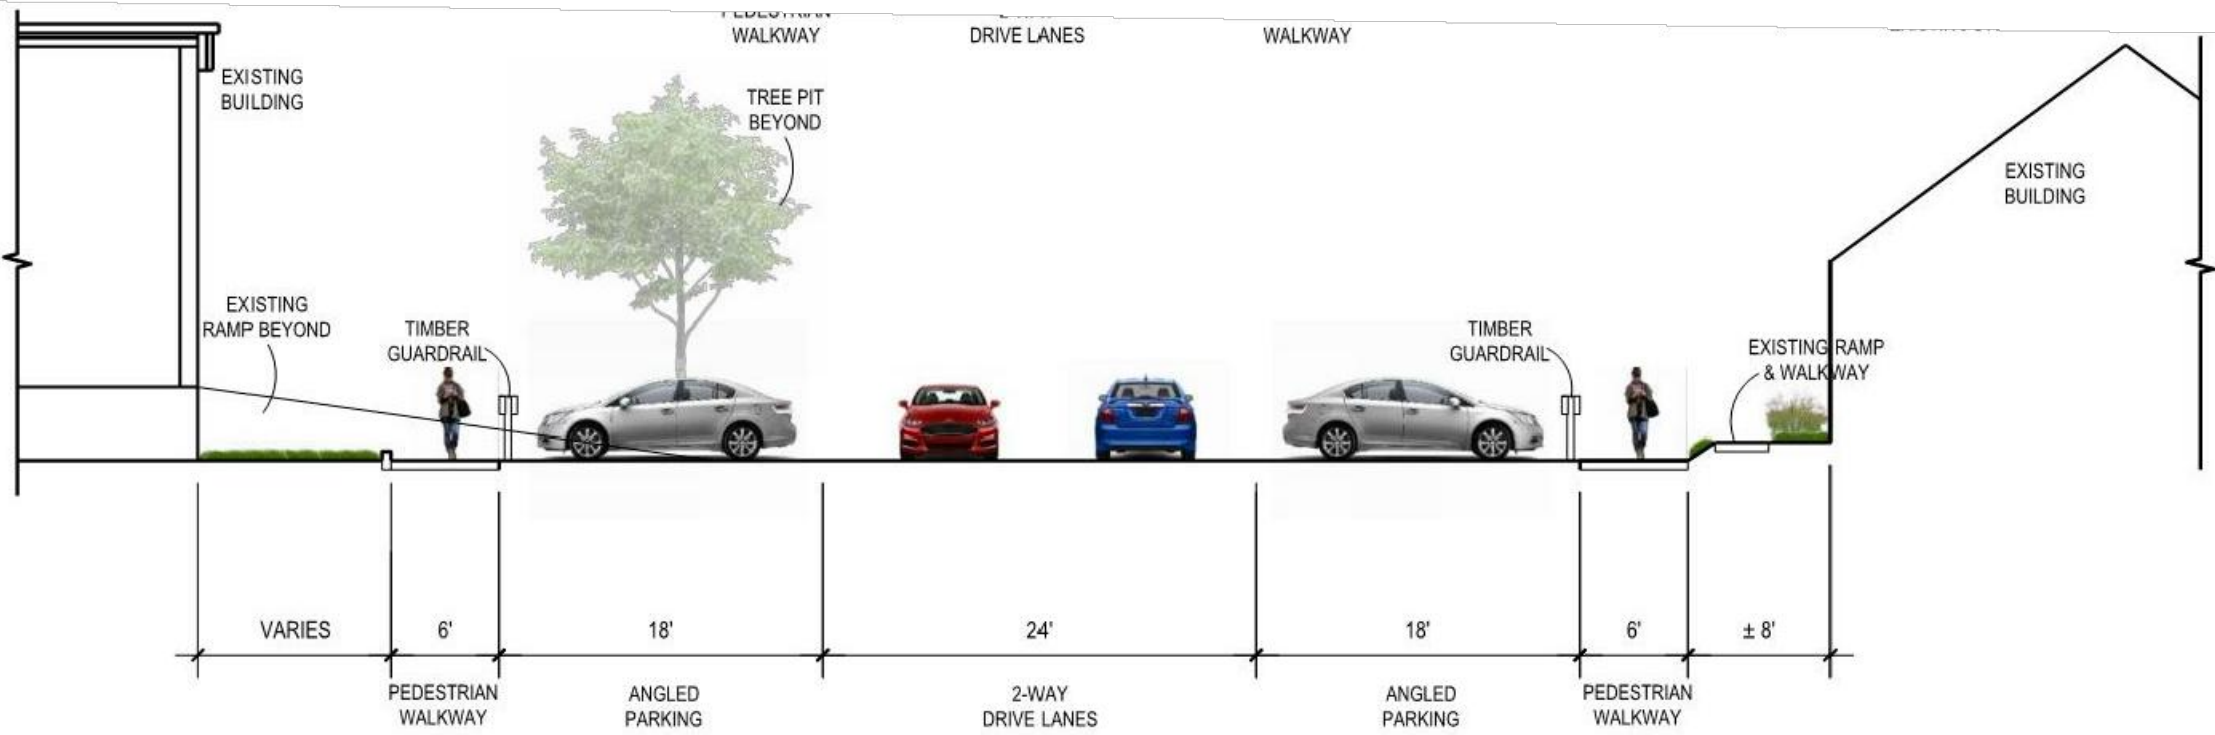 WALKWAY
DRIVE LANES
WALKWAY
EXISTING
BUILDING
TREE PIT
BEYOND
EXISTING
BUILDING
EXISTING
RAMP BEYOND
TIMBER
GUARDRAIL
TIMBER
GUARDRAIL
EXISTING RAMP
& WALKWAY
VARIES
6'
18'
24'
18'
6'
± 8'
PEDESTRIAN
WALKWAY
ANGLED
PARKING
2-WAY
DRIVE LANES
ANGLED
PARKING
PEDESTRIAN
WALKWAY